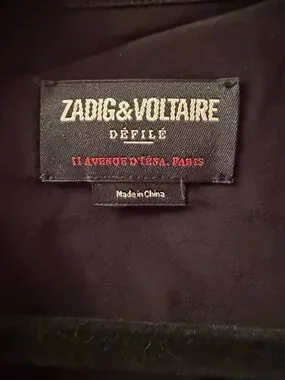 ZADIG&VOLTAIRE
DÉFILÉ
11 AVENUE D'IÉNA. PARIS
Made in China